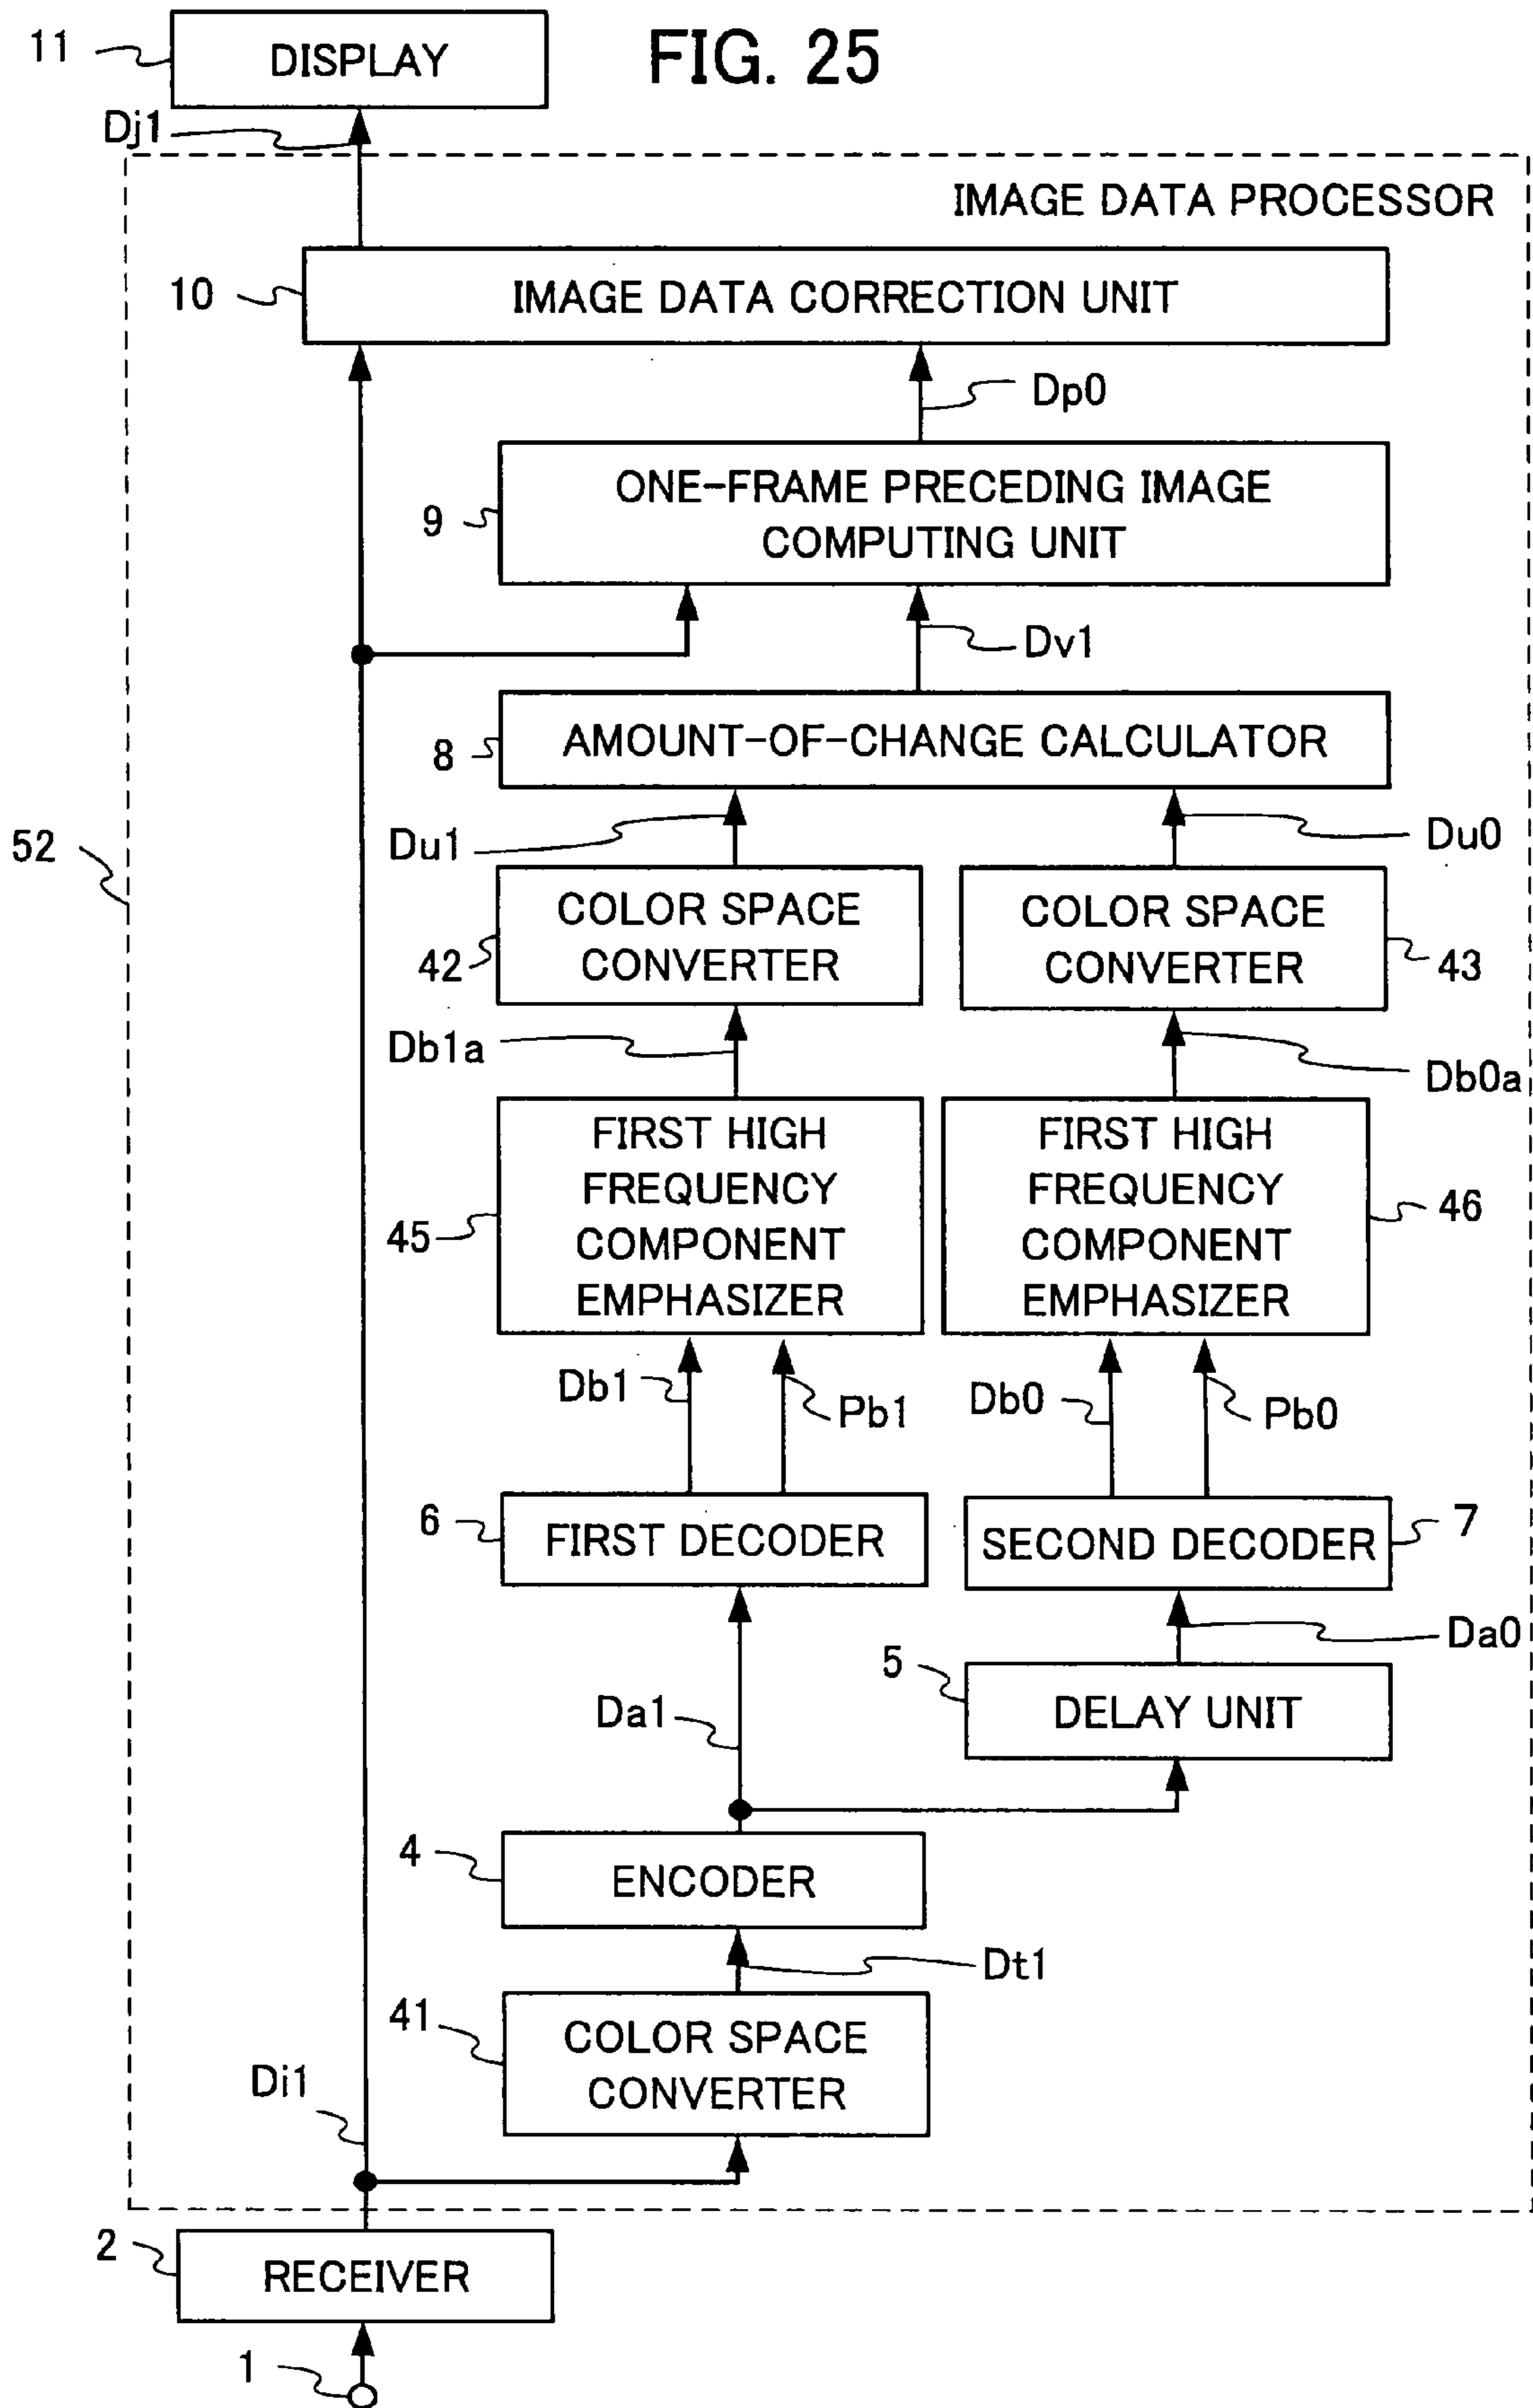 FIG. 25
11
DISPLAY
Dj1
IMAGE DATA PROCESSOR
10
IMAGE DATA CORRECTION UNIT
Dp0
9
ONE-FRAME PRECEDING IMAGE
COMPUTING UNIT
Dv1
8
AMOUNT-OF-CHANGE CALCULATOR
52
Du1
Du0
42
COLOR SPACE
CONVERTER
COLOR SPACE
CONVERTER
43
Db1a
Db0a
45
FIRST HIGH
FREQUENCY
COMPONENT
EMPHASIZER
FIRST HIGH
FREQUENCY
COMPONENT
EMPHASIZER
46
Db1
Pb1
Db0
Pb0
6
FIRST DECODER
SECOND DECODER
7
Da0
5
DELAY UNIT
Da1
4
ENCODER
Dt1
41
COLOR SPACE
CONVERTER
Di1
2
RECEIVER
1